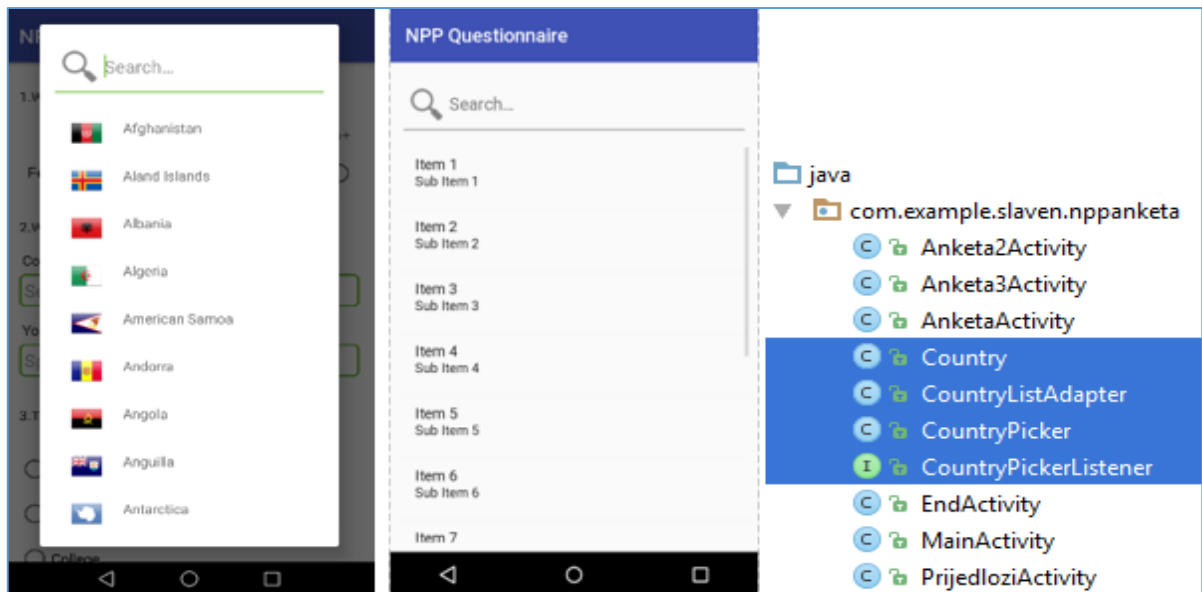 Search...
Afghanistan
Aland Islands
Albania
Algeria
American Samoa
Andorra
Angola
Anguilla
Antarctica
College
NPP Questionnaire
Search...
Item 1
Sub Item 1
Item 2
Sub Item 2
Item 3
Sub Item 3
Item 4
Sub Item 4
Item 5
Sub Item 5
Item 6
Sub Item 6
Item 7
java
com.example.slaven.nppanketa
C Anketa2Activity
C Anketa3Activity
C AnketaActivity
C Country
C CountryListAdapter
C CountryPicker
I CountryPickerListener
C EndActivity
C MainActivity
C PrijedloziActivity